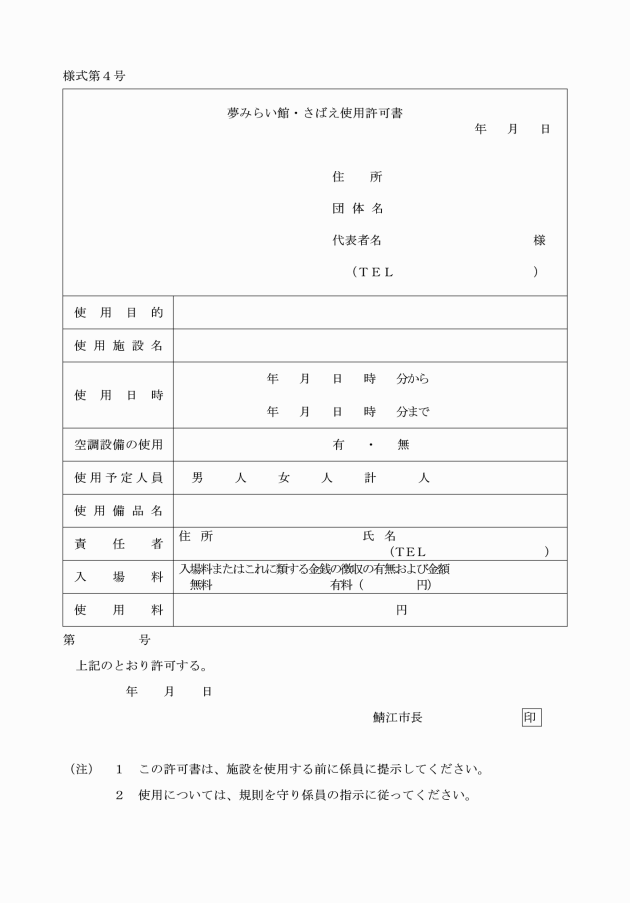 様式第４号
夢みらい館・さばえ使用許可書
年　　月　　日
住　　所
団 体 名
代表者名　　　　　　　　　　　　様
（ＴＥＬ　　　　　　　　　　　）
使　用　目　的
使 用 施 設 名
使　用　日　時　　年　　月　　日　　時　　分から
年　　月　　日　　時　　分まで
空調設備の使用　　有　・　無
使用予定人員　　男　　人　　女　　人　　計　　人
使 用 備 品 名
責　任　者　　住 所　　　　　　　　氏 名
（ＴＥＬ　　　　　　　　　　）
入　場　料　　入場料またはこれに類する金銭の徴収の有無および金額
無料　　　　　　　　有料（　　　　円）
使　用　料　　円
第　　　　　号
上記のとおり許可する。
年　　月　　日
鯖江市長　　　　　　　　印
（注）　１　この許可書は、施設を使用する前に係員に提示してください。
２　使用については、規則を守り係員の指示に従ってください。